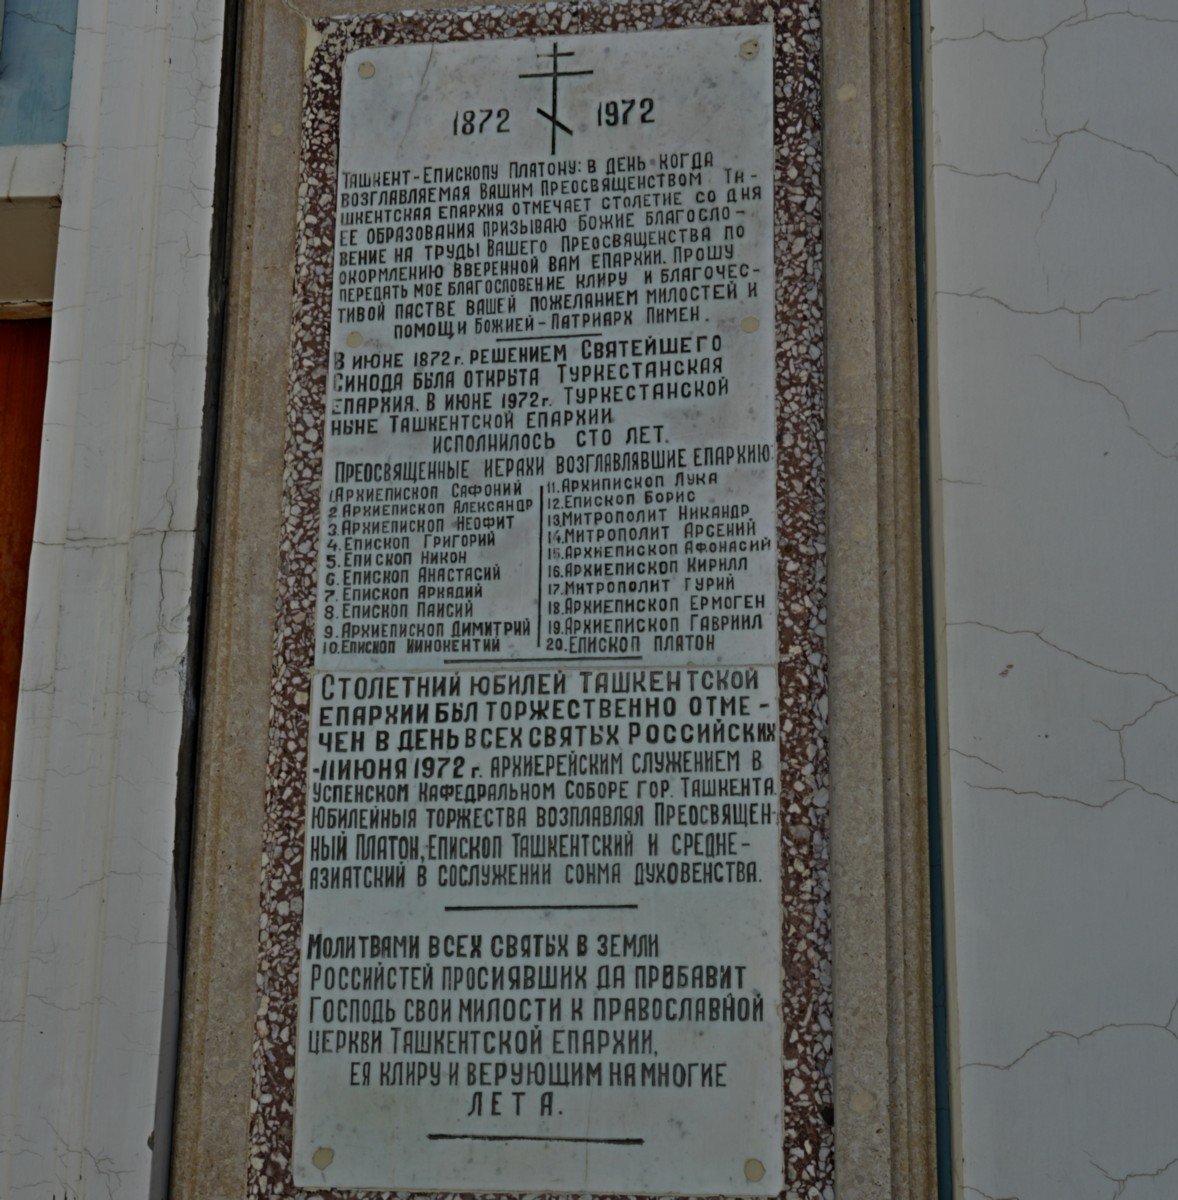 1872 1972
Ташкент-Епископу Платону: в день когда
возглавляемая Вашим Преосвященством Та-
шкентская епархия отмечает столетие со дня
ее образования призываю Божие благосло-
вение на труды Вашего Преосвященства по
окормлению вверенной Вам епархии. Прошу
передать мое благословение клиру и благочес-
тивой пастве Вашей пожеланием милостей и
помощи Божией - Патриарх Пимен.
В июне 1872 г. решением Святейшего
Синода была открыта Туркестанская
епархия. В июне 1972 г. Туркестанской
ныне Ташкентской епархии
исполнилось сто лет.
Преосвященные иерахи возглавлявшие епархию:
1. Архиепископ Сафоний
2. Архиепископ Александр
3. Архиепископ Неофит
4. Епископ Григорий
5. Епископ Никон
6. Епископ Анастасий
7. Епископ Аркадий
8. Епископ Паисий
9. Архиепископ Димитрий
10. Епископ Иинокентий
11. Архипископ Лука
12. Епископ Борис
13. Митрополит Никандр
14. Митрополит Арсений
15. Архиепископ Афонасий
16. Архиепископ Кирилл
17. Митрополит Гурий
18. Архиепископ Ермоген
19. Архиепископ Гавриил
20. Епископ Платон
Столетний юбилей Ташкентской
епархии был торжественно отме-
чен в день всех святых Российских
-11 июня 1972 г. архиерейским служением в
Успенском кафедральном Соборе гор. Ташкента.
Юбилейныя торжества возплавлял Преосвящен-
ный Платон, Епископ Ташкентский и Средне-
азиатский в сослужении сонма духовенства.
Молитвами всех святых в земли
Российстей просиявших да прибавит
Господь свои милости к православной
церкви Ташкентской епархии,
ея клиру и верующим на многие
лета.